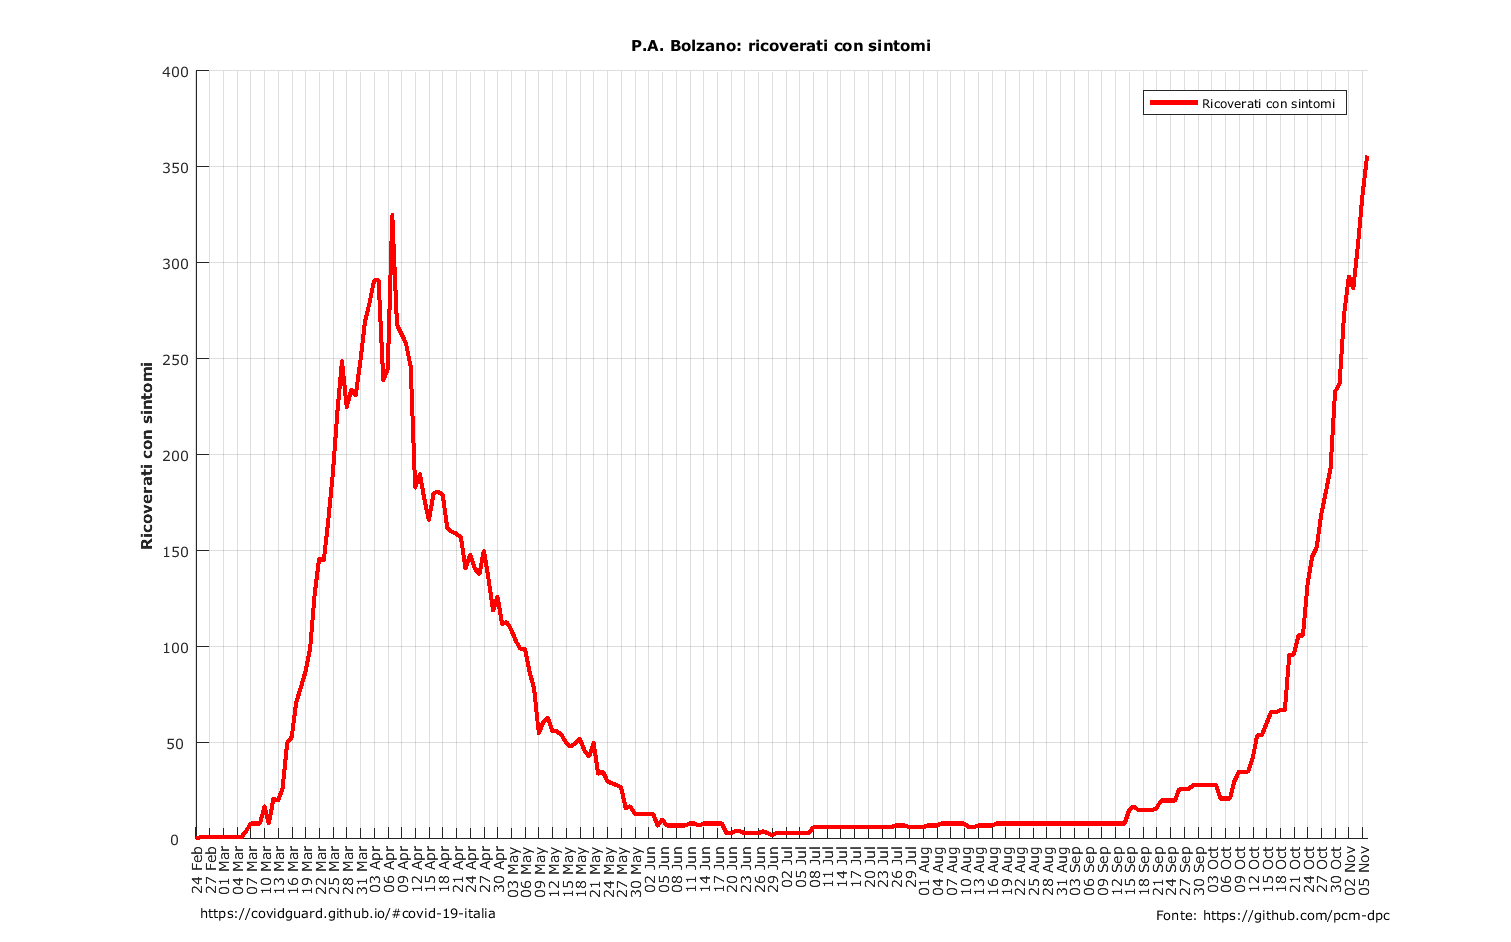 P.A. Bolzano: ricoverati con sintomi
Ricoverati con sintomi
Ricoverati con sintomi
400
350
300
250
200
150
100
50
0
24 Feb
27 Feb
01 Mar
04 Mar
07 Mar
10 Mar
13 Mar
16 Mar
19 Mar
22 Mar
25 Mar
28 Mar
31 Mar
03 Apr
06 Apr
09 Apr
12 Apr
15 Apr
18 Apr
21 Apr
24 Apr
27 Apr
30 Apr
03 May
06 May
09 May
12 May
15 May
18 May
21 May
24 May
27 May
30 May
02 Jun
05 Jun
08 Jun
11 Jun
14 Jun
17 Jun
20 Jun
23 Jun
26 Jun
29 Jun
02 Jul
05 Jul
08 Jul
11 Jul
14 Jul
17 Jul
20 Jul
23 Jul
26 Jul
29 Jul
01 Aug
04 Aug
07 Aug
10 Aug
13 Aug
16 Aug
19 Aug
22 Aug
25 Aug
28 Aug
31 Aug
03 Sep
06 Sep
09 Sep
12 Sep
15 Sep
18 Sep
21 Sep
24 Sep
27 Sep
30 Sep
03 Oct
06 Oct
09 Oct
12 Oct
15 Oct
18 Oct
21 Oct
24 Oct
27 Oct
30 Oct
02 Nov
05 Nov
https://covidguard.github.io/#covid-19-italia
Fonte: https://github.com/pcm-dpc